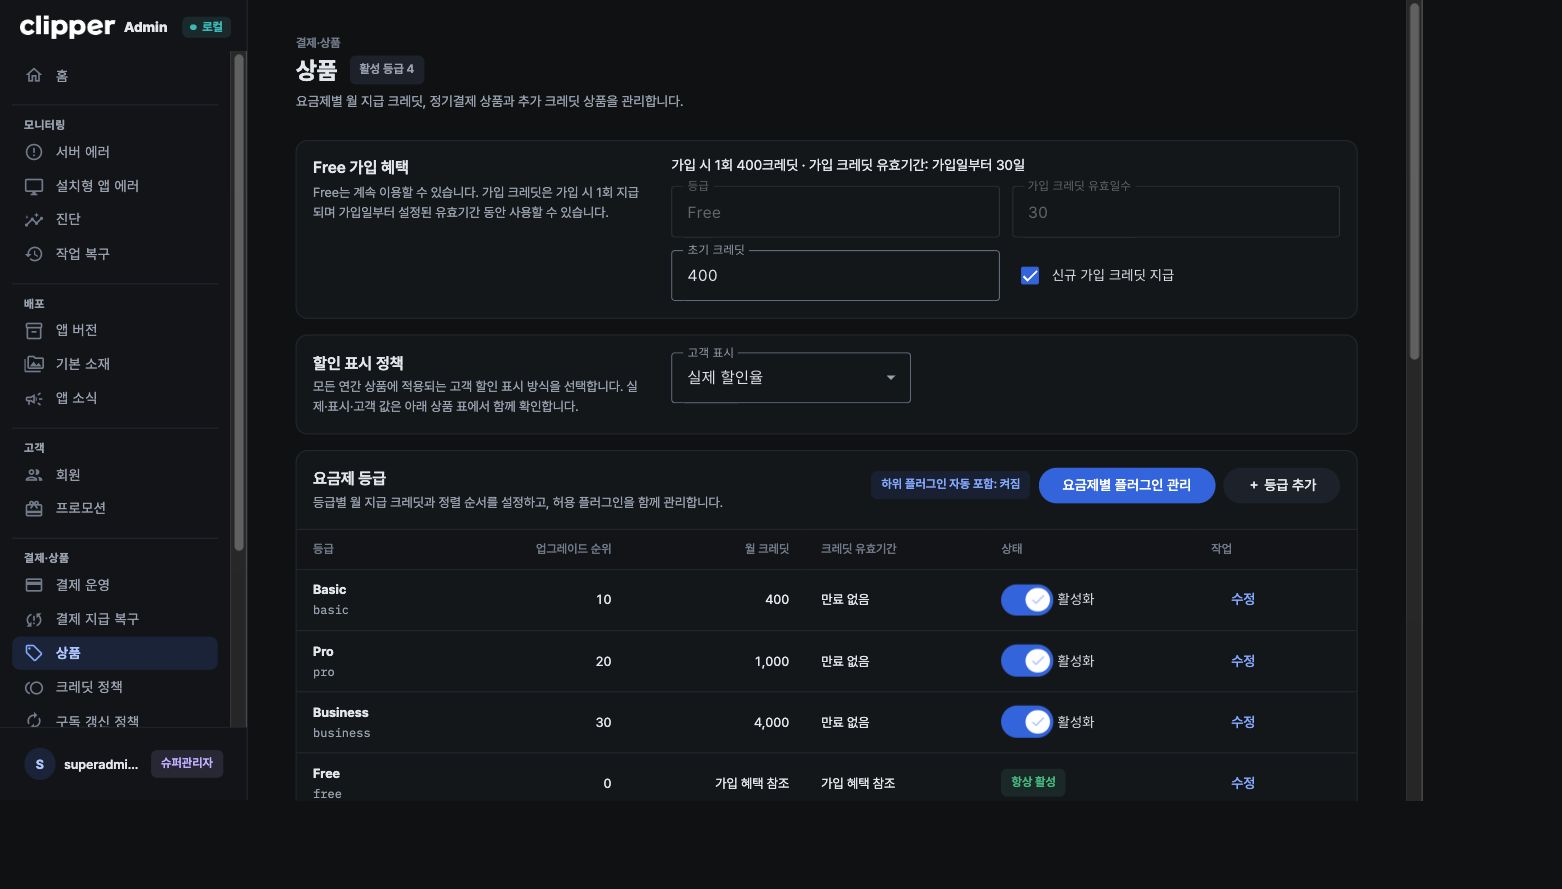 clipper Admin 로컬
홈
모니터링
서버 에러
설치형 앱 에러
진단
작업 복구
배포
앱 버전
기본 소재
앱 소식
고객
회원
프로모션
결제·상품
결제 운영
결제 지급 복구
상품
크레딧 정책
구독 갱신 정책
S superadmi... 슈퍼관리자
결제·상품
상품 활성 등급 4
요금제별 월 지급 크레딧, 정기결제 상품과 추가 크레딧 상품을 관리합니다.
Free 가입 혜택
Free는 계속 이용할 수 있습니다. 가입 크레딧은 가입 시 1회 지급
되며 가입일부터 설정된 유효기간 동안 사용할 수 있습니다.
가입 시 1회 400크레딧 · 가입 크레딧 유효기간: 가입일부터 30일
등급
Free
가입 크레딧 유효일수
30
초기 크레딧
400
신규 가입 크레딧 지급
할인 표시 정책
모든 연간 상품에 적용되는 고객 할인 표시 방식을 선택합니다. 실
제·표시·고객 값은 아래 상품 표에서 함께 확인합니다.
고객 표시
실제 할인율
요금제 등급
등급별 월 지급 크레딧과 정렬 순서를 설정하고, 허용 플러그인을 함께 관리합니다.
하위 플러그인 자동 포함: 켜짐
요금제별 플러그인 관리
+ 등급 추가
등급 업그레이드 순위 월 크레딧 크레딧 유효기간 상태 작업
Basic
basic
10 400 만료 없음 활성화 수정
Pro
pro
20 1,000 만료 없음 활성화 수정
Business
business
30 4,000 만료 없음 활성화 수정
Free
free
0 가입 혜택 참조 가입 혜택 참조 항상 활성 수정